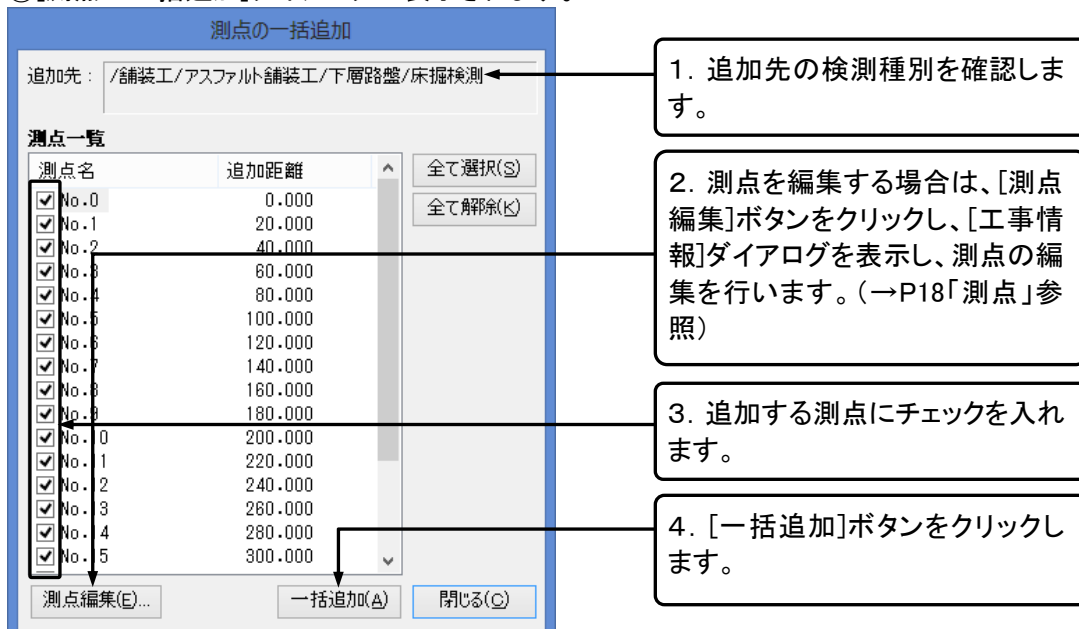 測点の一括追加
追加先： /舗装工/アスファルト舗装工/下層路盤/床掘検測
測点一覧
測点名 追加距離
No.0 0.000
No.1 20.000
No.2 40.000
No.3 60.000
No.4 80.000
No.5 100.000
No.6 120.000
No.7 140.000
No.8 160.000
No.9 180.000
No.10 200.000
No.11 220.000
No.12 240.000
No.13 260.000
No.14 280.000
No.15 300.000
全て選択(S)
全て解除(K)
測点編集(E)...
一括追加(A)
閉じる(C)
１．追加先の検測種別を確認しま
す。
２．測点を編集する場合は、[測点
編集]ボタンをクリックし、[工事情
報]ダイアログを表示し、測点の編
集を行います。（→P18「測点」参
照）
３．追加する測点にチェックを入れ
ます。
４．[一括追加]ボタンをクリックし
ます。